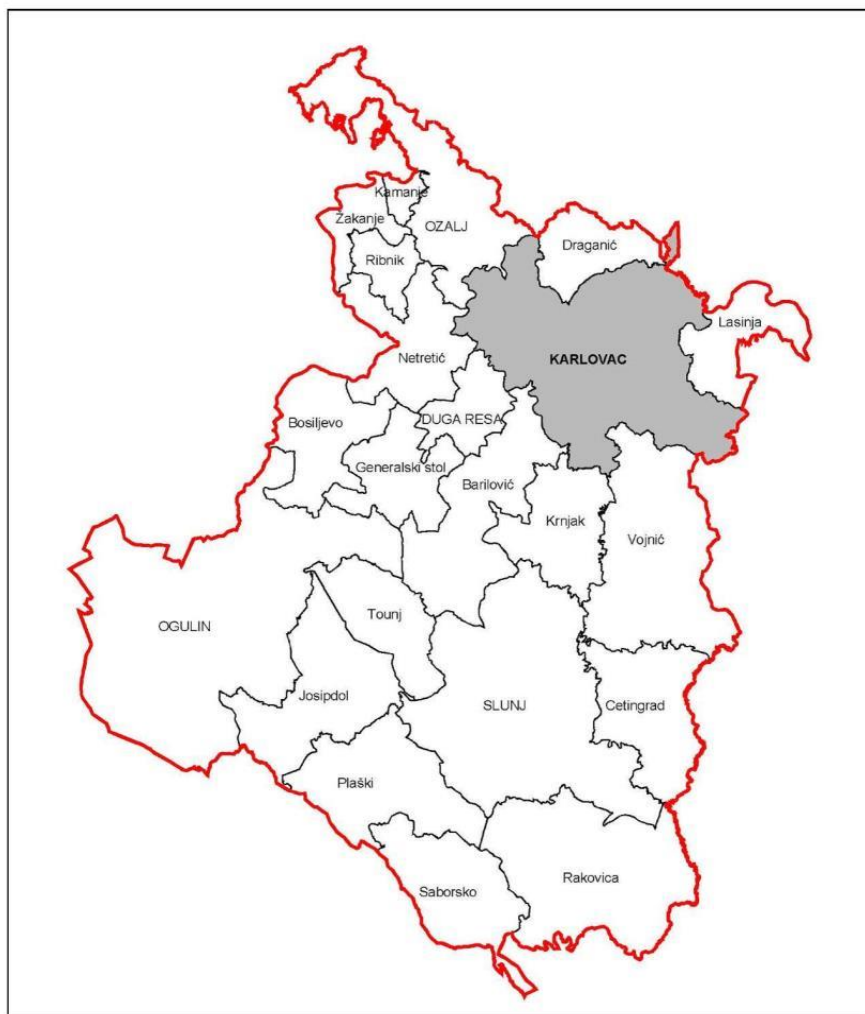 Kamanje
Žakanje
OZALJ
Draganić
Ribnik
Lasinja
Netretić
KARLOVAC
Bosiljevo
DUGA RESA
Generalski stol
Barilović
Krnjak
Vojnić
Tounj
OGULIN
Josipdol
SLUNJ
Cetingrad
Plaški
Saborsko
Rakovica